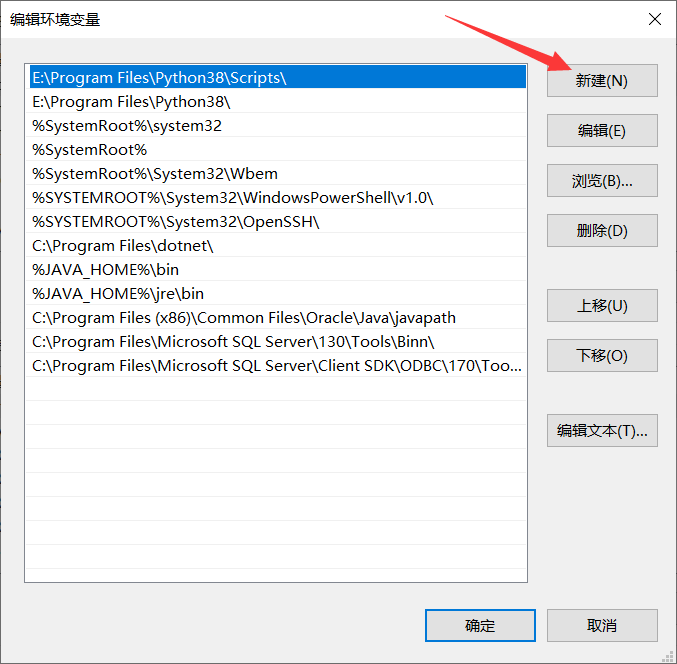 编辑环境变量
E:\Program Files\Python38\Scripts\
E:\Program Files\Python38\
%SystemRoot%\system32
%SystemRoot%
%SystemRoot%\System32\Wbem
%SYSTEMROOT%\System32\WindowsPowerShell\v1.0\
%SYSTEMROOT%\System32\OpenSSH\
C:\Program Files\dotnet\
%JAVA_HOME%\bin
%JAVA_HOME%\jre\bin
C:\Program Files (x86)\Common Files\Oracle\Java\javapath
C:\Program Files\Microsoft SQL Server\130\Tools\Binn\
C:\Program Files\Microsoft SQL Server\Client SDK\ODBC\170\Too...
新建(N)
编辑(E)
浏览(B)...
删除(D)
上移(U)
下移(O)
编辑文本(T)...
确定
取消